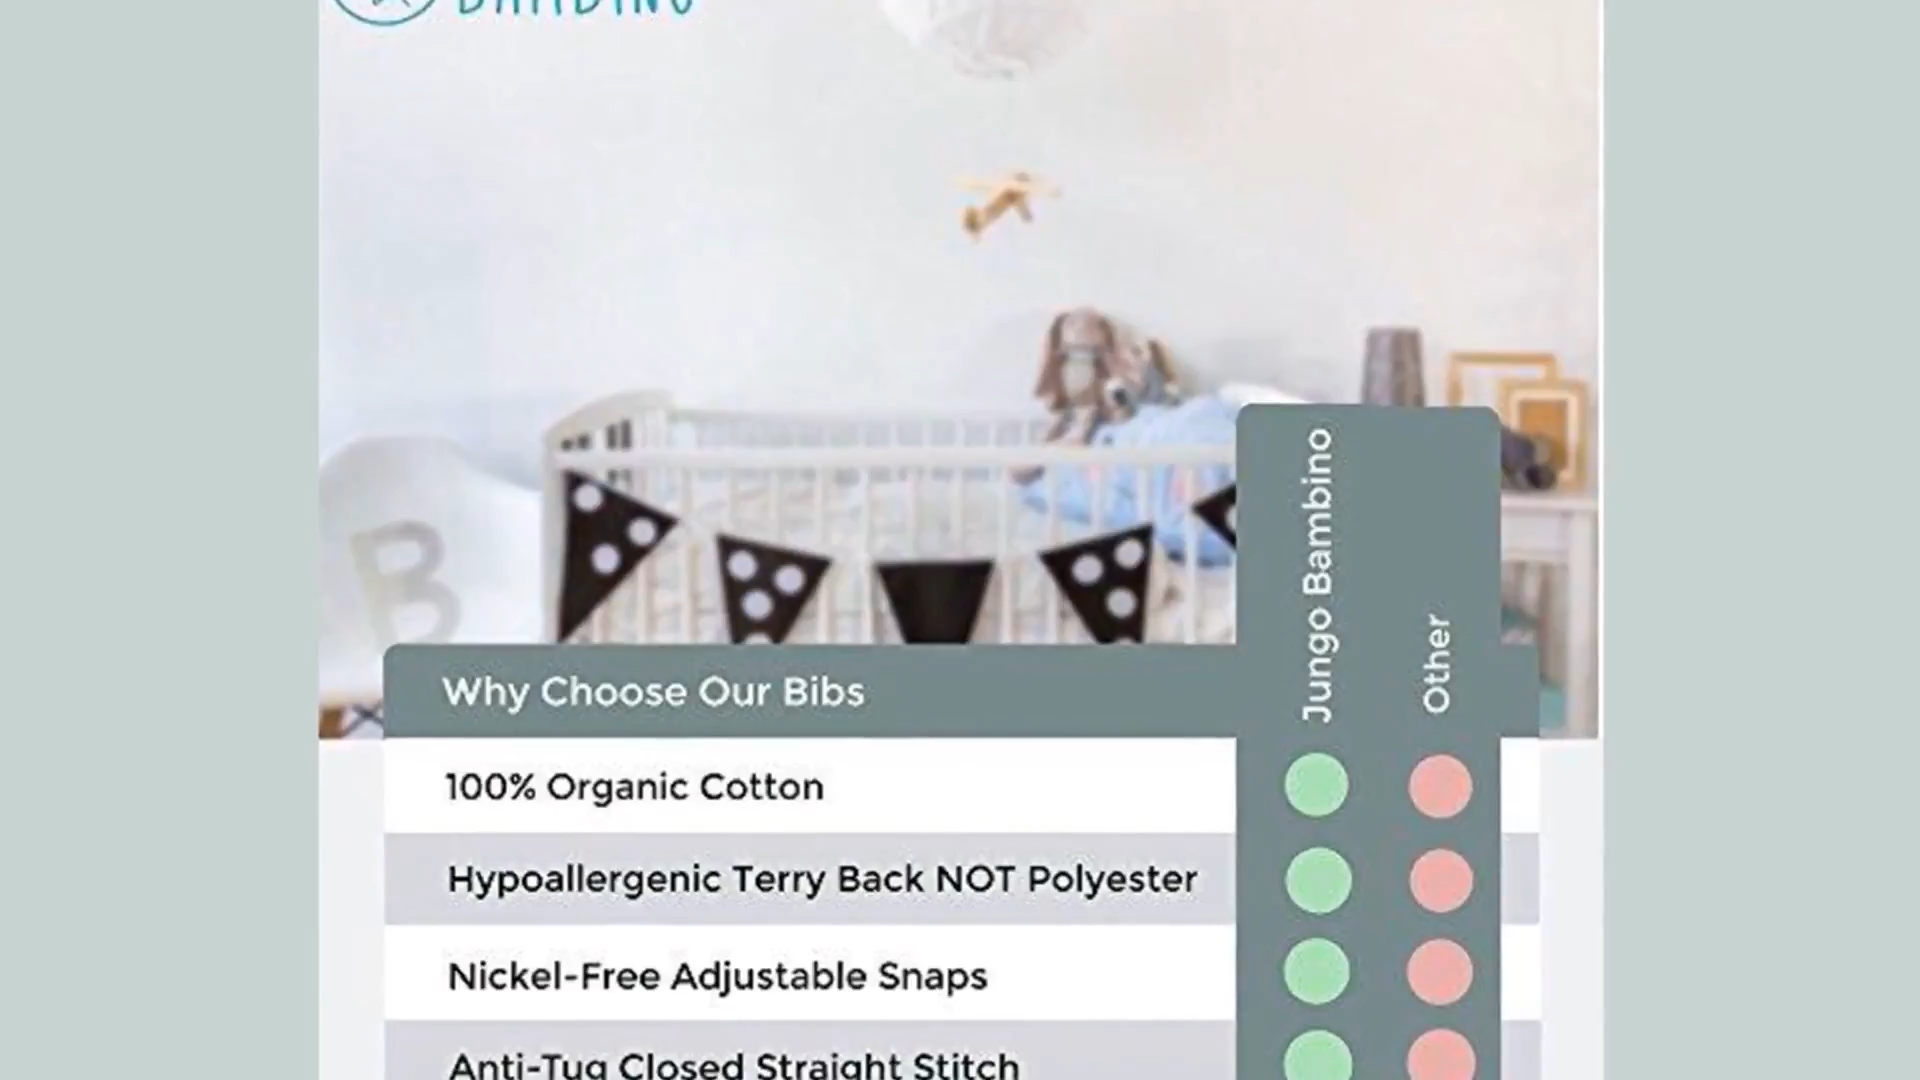 BAMBINO
B
Jungo Bambino
Other
Why Choose Our Bibs
100% Organic Cotton
Hypoallergenic Terry Back NOT Polyester
Nickel-Free Adjustable Snaps
Anti-Tug Closed Straight Stitch